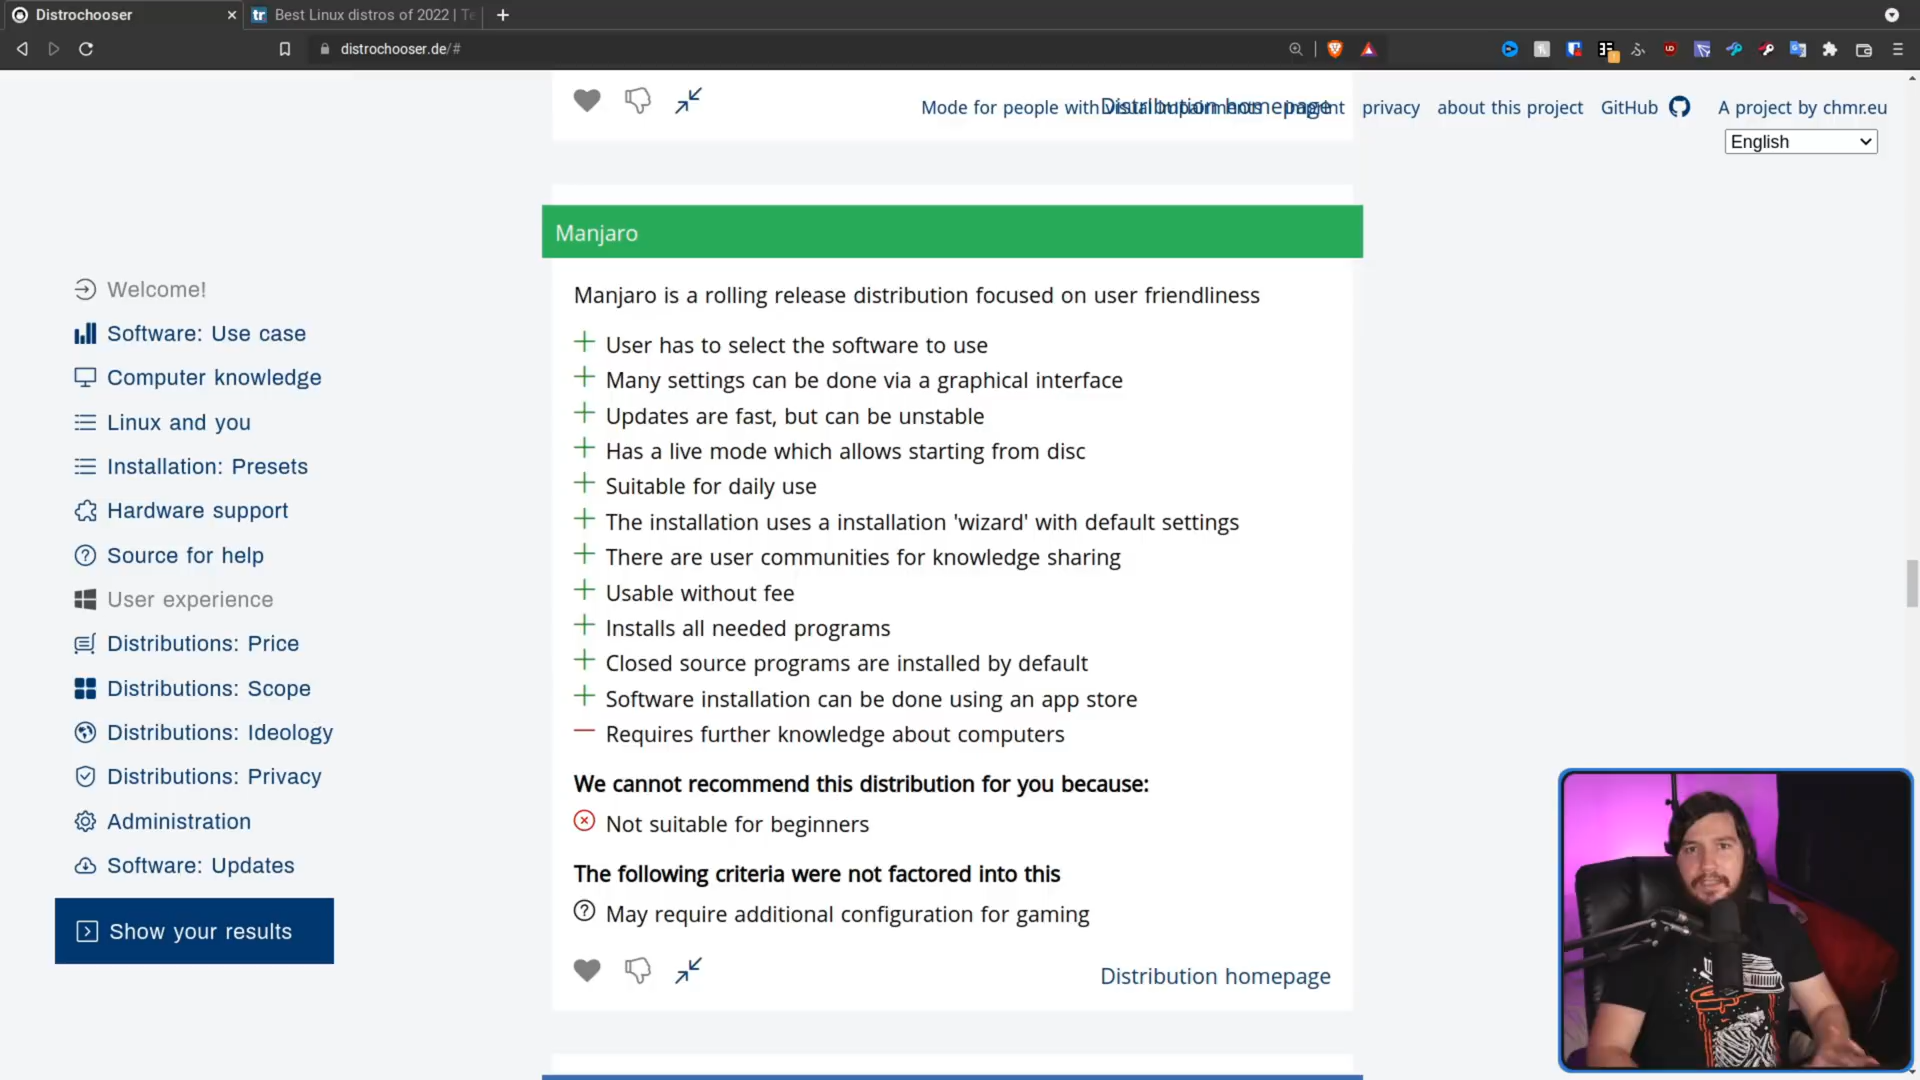 Distrochooser
Best Linux distros of 2022 | Te
distrochooser.de/#
Mode for people with visual impairments
imprint
privacy
about this project
GitHub
A project by chmr.eu
Distribution homepage
English
Welcome!
Software: Use case
Computer knowledge
Linux and you
Installation: Presets
Hardware support
Source for help
User experience
Distributions: Price
Distributions: Scope
Distributions: Ideology
Distributions: Privacy
Administration
Software: Updates
Show your results
Manjaro
Manjaro is a rolling release distribution focused on user friendliness
User has to select the software to use
Many settings can be done via a graphical interface
Updates are fast, but can be unstable
Has a live mode which allows starting from disc
Suitable for daily use
The installation uses a installation 'wizard' with default settings
There are user communities for knowledge sharing
Usable without fee
Installs all needed programs
Closed source programs are installed by default
Software installation can be done using an app store
Requires further knowledge about computers
We cannot recommend this distribution for you because:
Not suitable for beginners
The following criteria were not factored into this
May require additional configuration for gaming
Distribution homepage